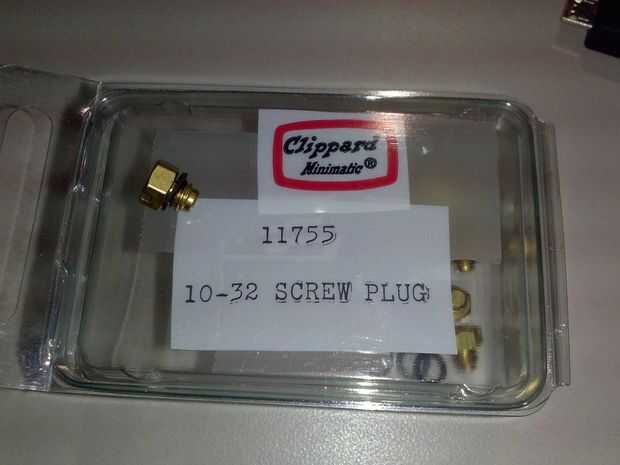 Clippard
Minimatic®
11755
10-32 SCREW PLUG